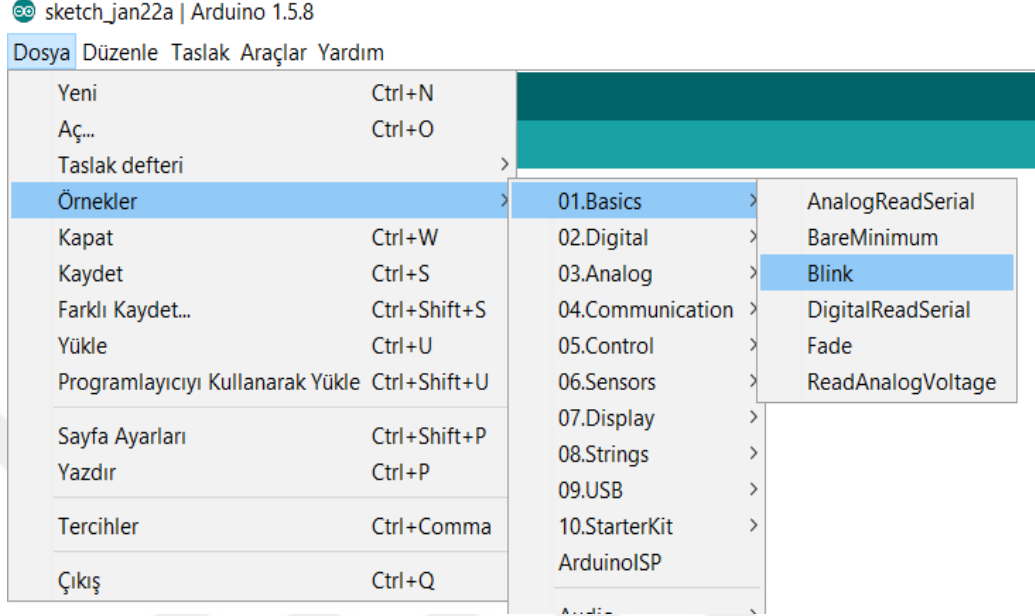 sketch_jan22a | Arduino 1.5.8
Dosya Düzenle Taslak Araçlar Yardım
Yeni Ctrl+N
Aç... Ctrl+O
Taslak defteri
Örnekler
Kapat Ctrl+W
Kaydet Ctrl+S
Farklı Kaydet... Ctrl+Shift+S
Yükle Ctrl+U
Programlayıcıyı Kullanarak Yükle Ctrl+Shift+U
Sayfa Ayarları Ctrl+Shift+P
Yazdır Ctrl+P
Tercihler Ctrl+Comma
Çıkış Ctrl+Q
01.Basics
02.Digital
03.Analog
04.Communication
05.Control
06.Sensors
07.Display
08.Strings
09.USB
10.StarterKit
ArduinoISP
Audio
AnalogReadSerial
BareMinimum
Blink
DigitalReadSerial
Fade
ReadAnalogVoltage